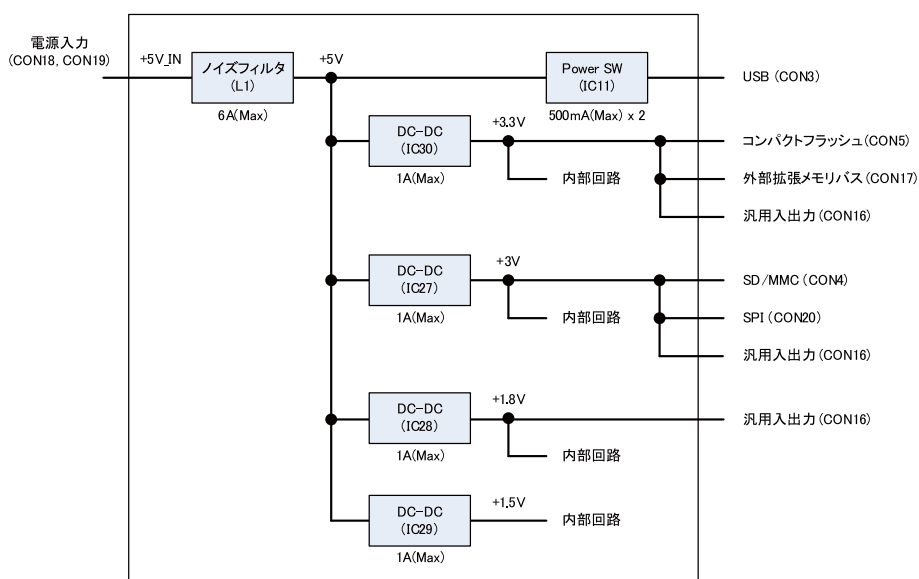 電源入力
(CON18, CON19)
+5V_IN
ノイズフィルタ
(L1)
6A(Max)
+5V
Power SW
(IC11)
500mA(Max) x 2
USB (CON3)
DC-DC
(IC30)
1A(Max)
+3.3V
内部回路
コンパクトフラッシュ(CON5)
外部拡張メモリバス(CON17)
汎用入出力(CON16)
DC-DC
(IC27)
1A(Max)
+3V
内部回路
SD/MMC (CON4)
SPI (CON20)
汎用入出力(CON16)
DC-DC
(IC28)
1A(Max)
+1.8V
内部回路
汎用入出力(CON16)
DC-DC
(IC29)
1A(Max)
+1.5V
内部回路